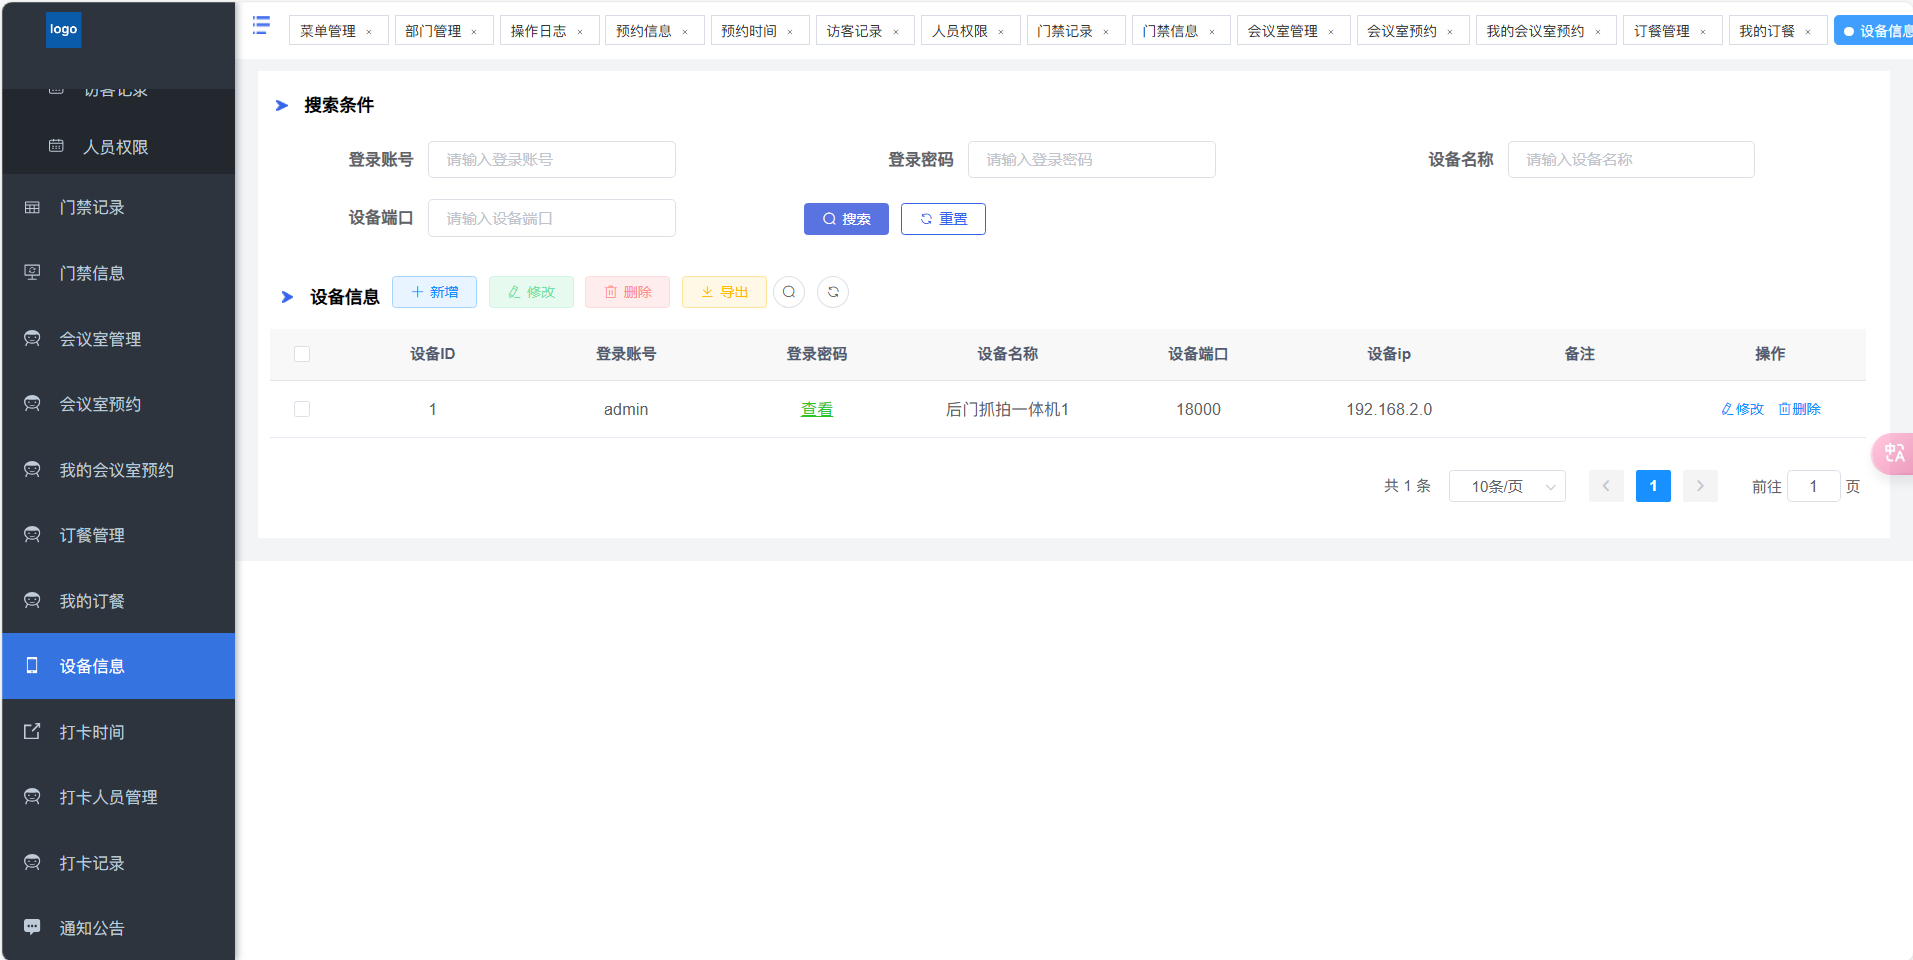 logo
菜单管理 × 部门管理 × 操作日志 × 预约信息 × 预约时间 × 访客记录 × 人员权限 × 门禁记录 × 门禁信息 × 会议室管理 × 会议室预约 × 我的会议室预约 × 订餐管理 × 我的订餐 × 设备信息
访客记录
人员权限
门禁记录
门禁信息
会议室管理
会议室预约
我的会议室预约
订餐管理
我的订餐
设备信息
打卡时间
打卡人员管理
打卡记录
通知公告
搜索条件
登录账号 请输入登录账号 登录密码 请输入登录密码 设备名称 请输入设备名称
设备端口 请输入设备端口 搜索 重置
设备信息 新增 修改 删除 导出
设备ID 登录账号 登录密码 设备名称 设备端口 设备ip 备注 操作
1 admin 查看 后门抓拍一体机1 18000 192.168.2.0 修改 删除
共 1 条 10条/页 1 前往 1 页